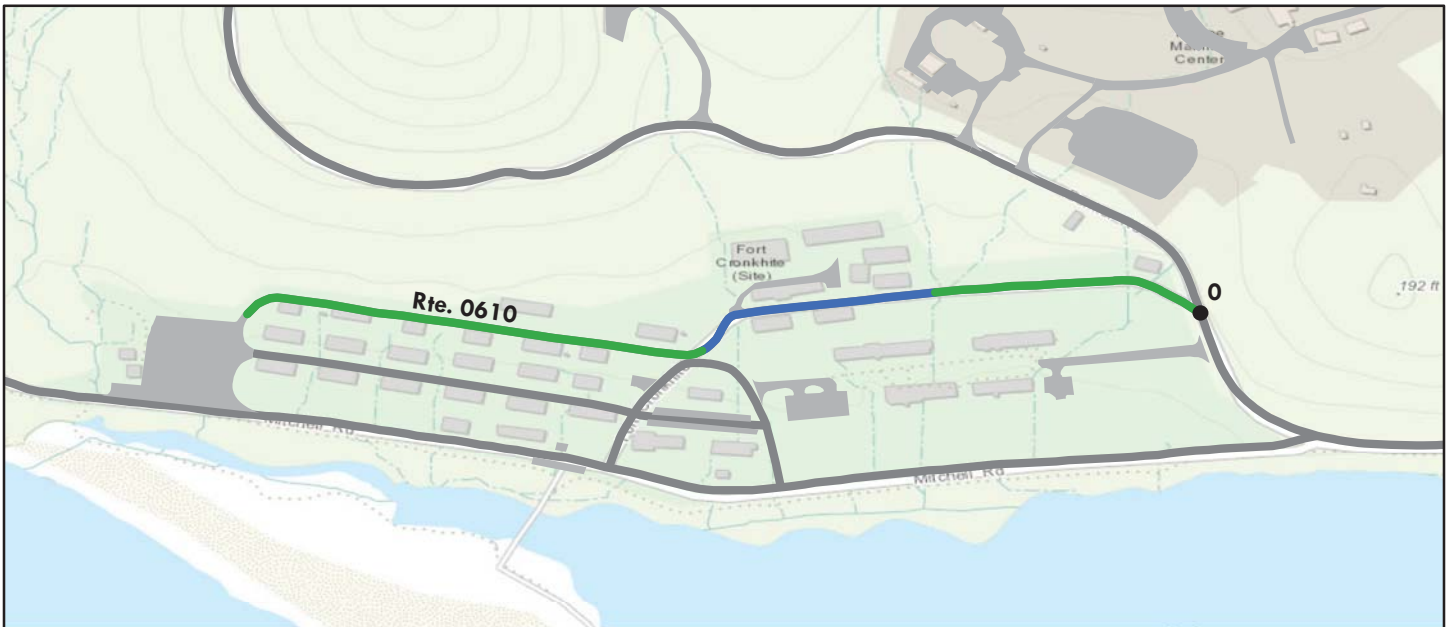 Center
Fort
Cronkhite
(Site)
0
192 ft
Rte. 0610
Mitchell Rd
Mitchell Rd